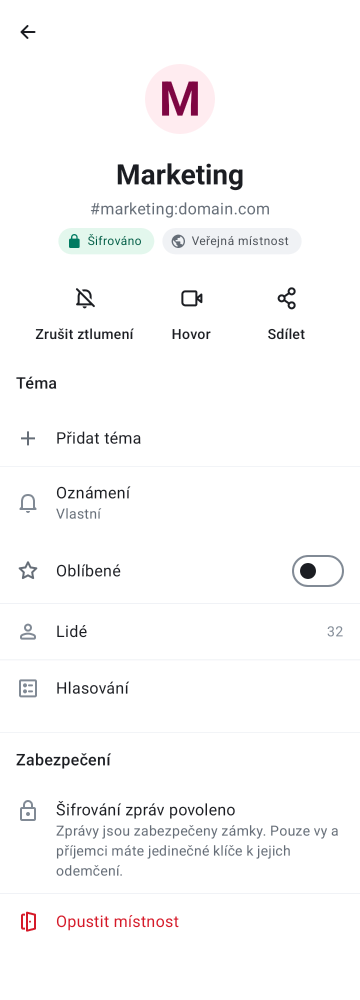 M
Marketing
#marketing:domain.com
Šifrováno
Veřejná místnost
Zrušit ztlumení
Hovor
Sdílet
Téma
Přidat téma
Oznámení
Vlastní
Oblíbené
Lidé
32
Hlasování
Zabezpečení
Šifrování zpráv povoleno
Zprávy jsou zabezpečeny zámky. Pouze vy a
příjemci máte jedinečné klíče k jejich
odemčení.
Opustit místnost